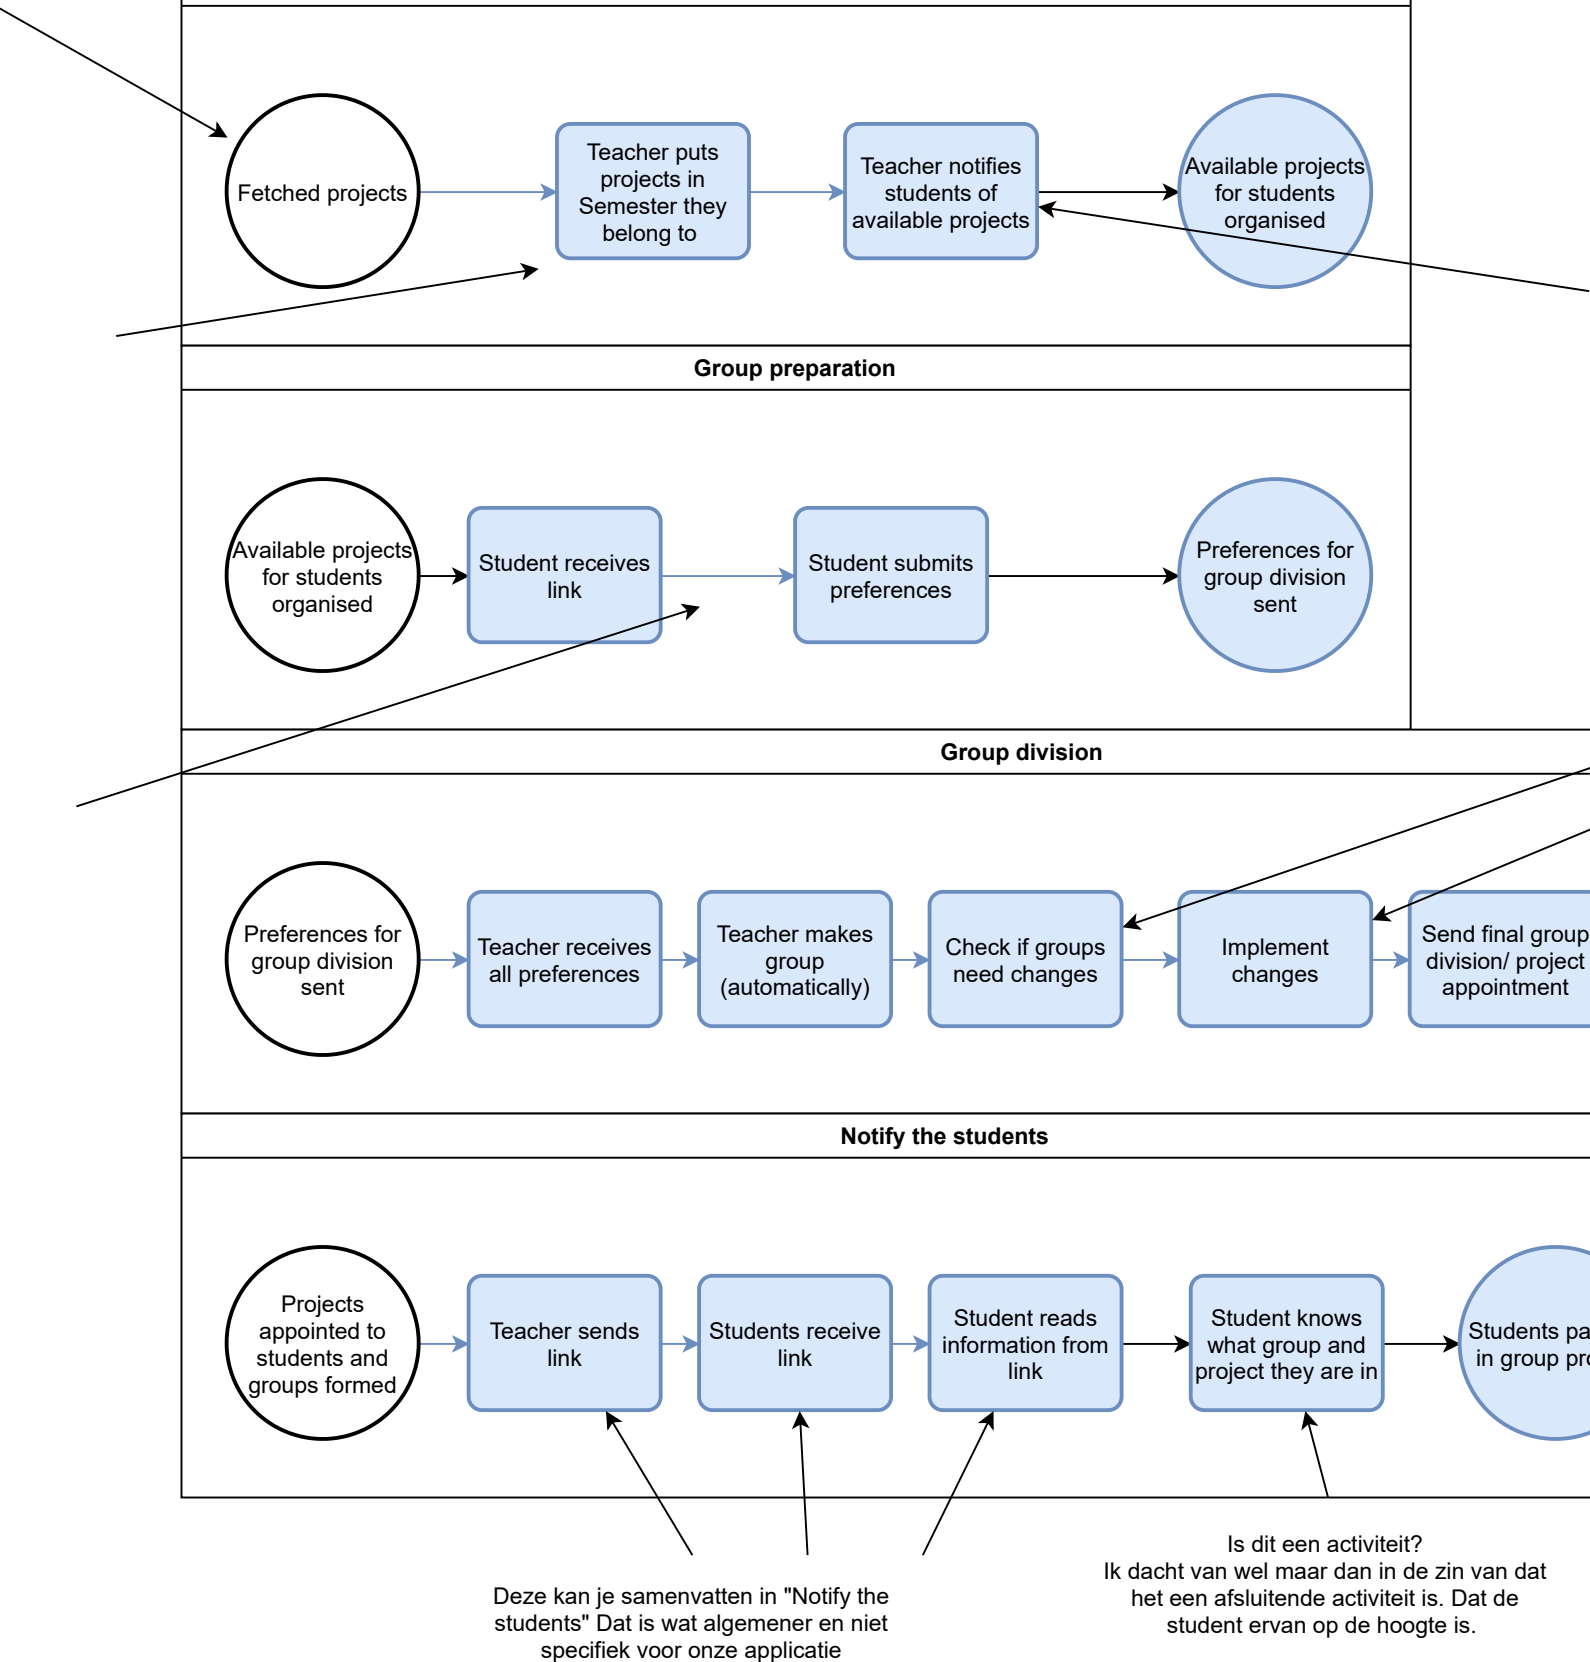 Fetched projects
Teacher puts
projects in
Semester they
belong to
Teacher notifies
students of
available projects
Available projects
for students
organised
Group preparation
Available projects
for students
organised
Student receives
link
Student submits
preferences
Preferences for
group division
sent
Group division
Preferences for
group division
sent
Teacher receives
all preferences
Teacher makes
group
(automatically)
Check if groups
need changes
Implement
changes
Send final group
division/ project
appointment
Notify the students
Projects
appointed to
students and
groups formed
Teacher sends
link
Students receive
link
Student reads
information from
link
Student knows
what group and
project they are in
Students
in group
Deze kan je samenvatten in "Notify the
students" Dat is wat algemener en niet
specifiek voor onze applicatie
Is dit een activiteit?
Ik dacht van wel maar dan in de zin van dat
het een afsluitende activiteit is. Dat de
student ervan op de hoogte is.